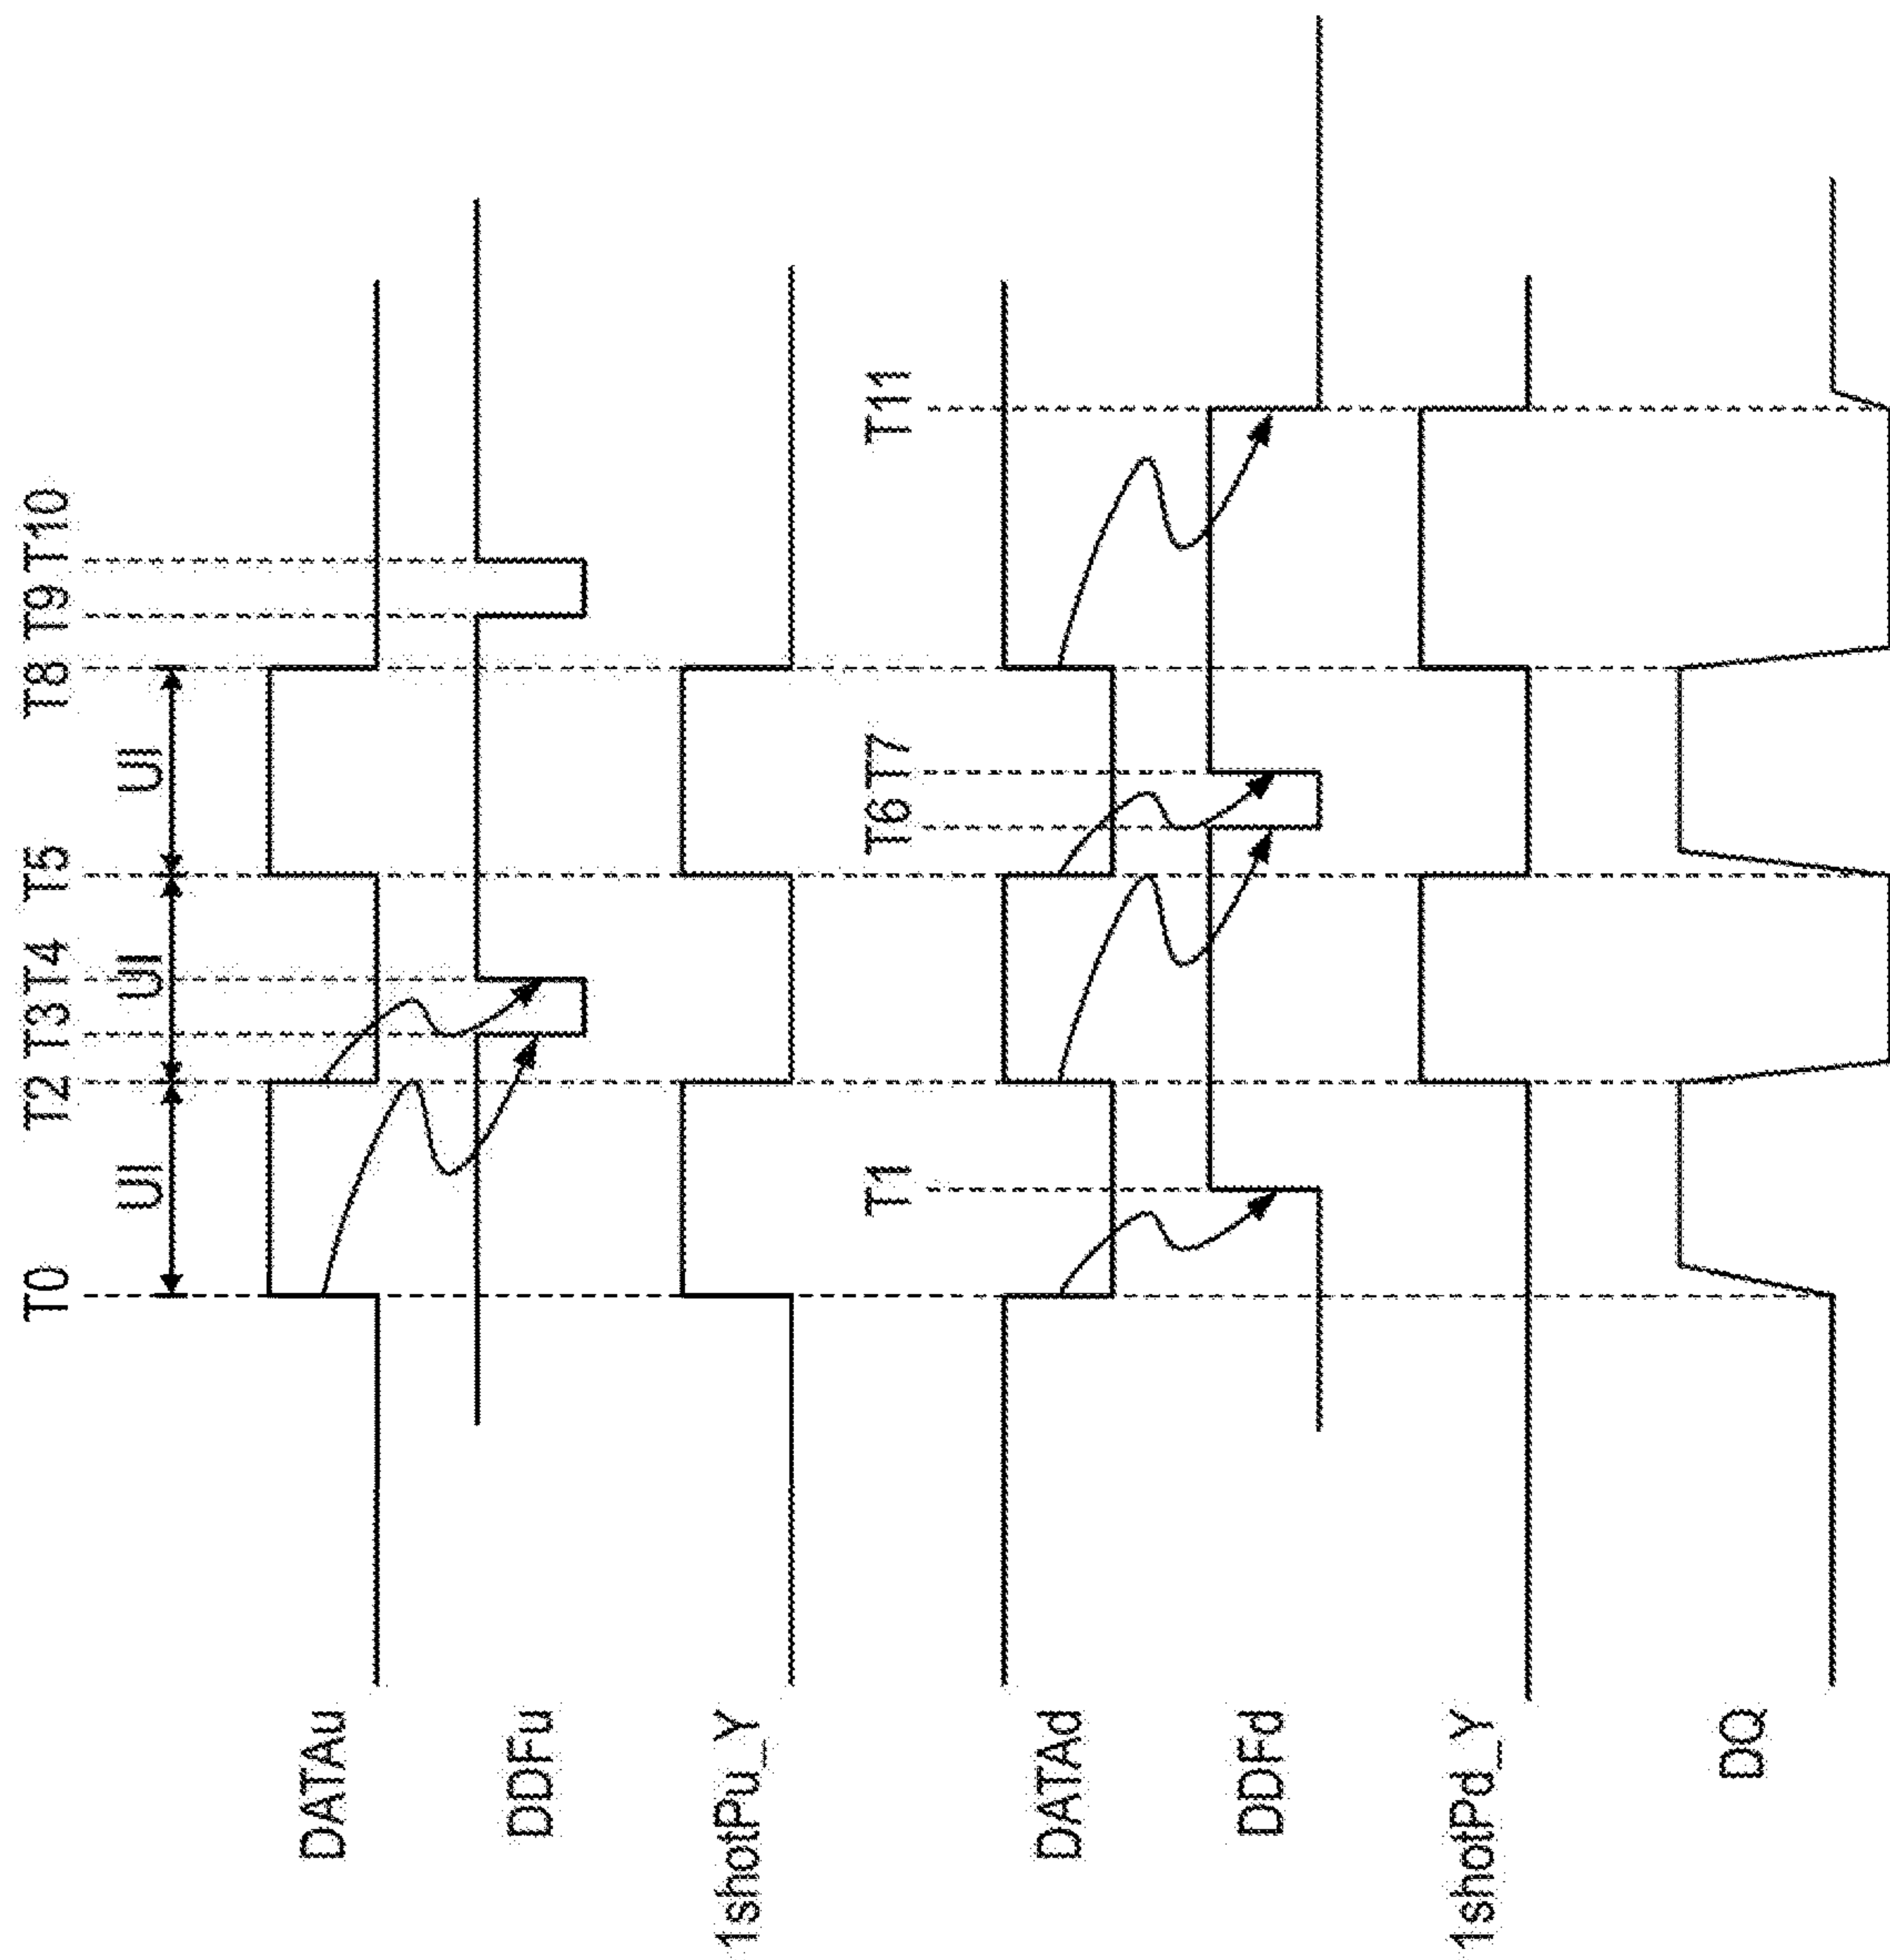 T0 T2 T3 T4 T5 T8 T9 T10
UI UI UI
DATAu
DDFu
1shotPu_Y
T1 T6 T7 T11
DATAd
DDFd
1shotPd_Y
DQ